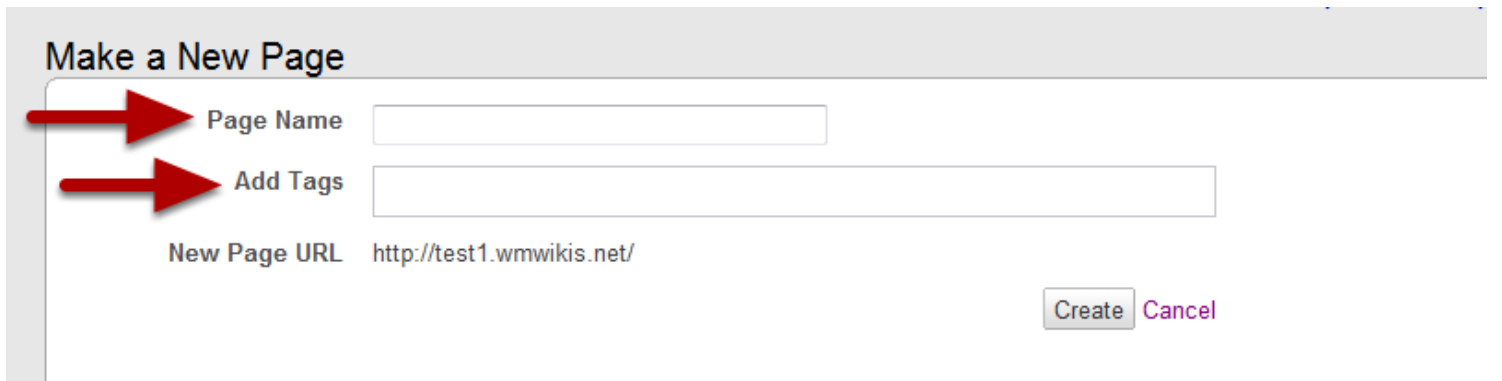 Make a New Page
Page Name
Add Tags
New Page URL http://test1.wmwikis.net/
Create Cancel